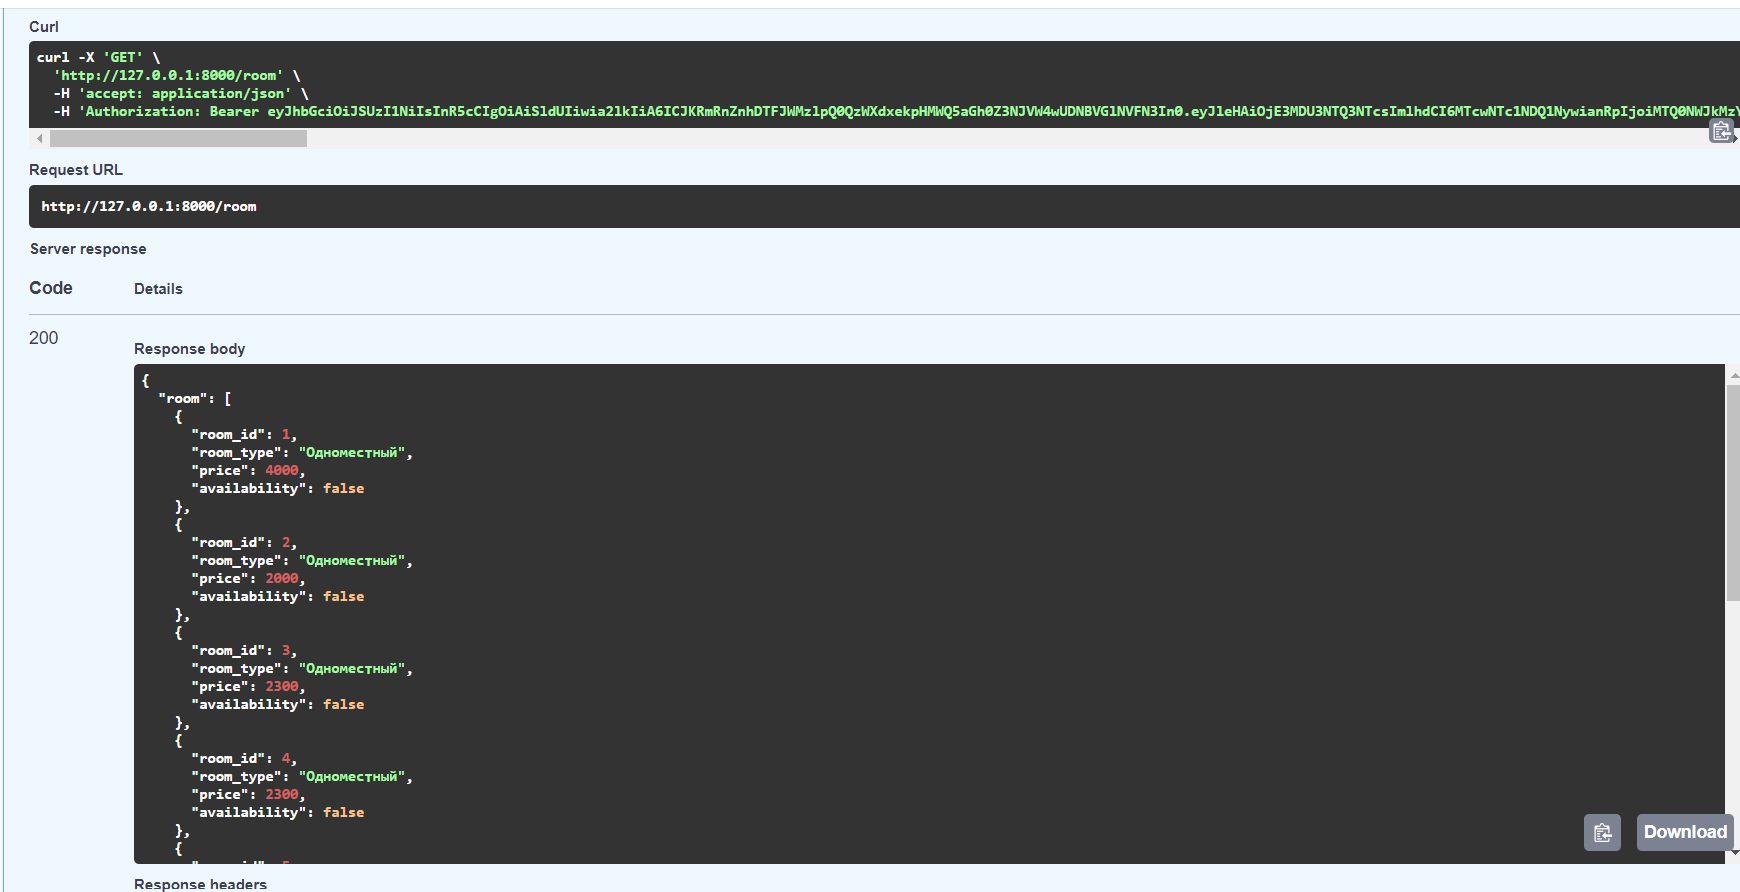 Curl
curl -X 'GET' \
'http://127.0.0.1:8000/room' \
-H 'accept: application/json' \
-H 'Authorization: Bearer
Request URL
http://127.0.0.1:8000/room
Server response
Code Details
200
Response body
{
"room": [
{
"room_id": 1,
"room_type": "Одноместный",
"price": 4000,
"availability": false
},
{
"room_id": 2,
"room_type": "Одноместный",
"price": 2000,
"availability": false
},
{
"room_id": 3,
"room_type": "Одноместный",
"price": 2300,
"availability": false
},
{
"room_id": 4,
"room_type": "Одноместный",
"price": 2300,
"availability": false
},
{
Download
Response headers